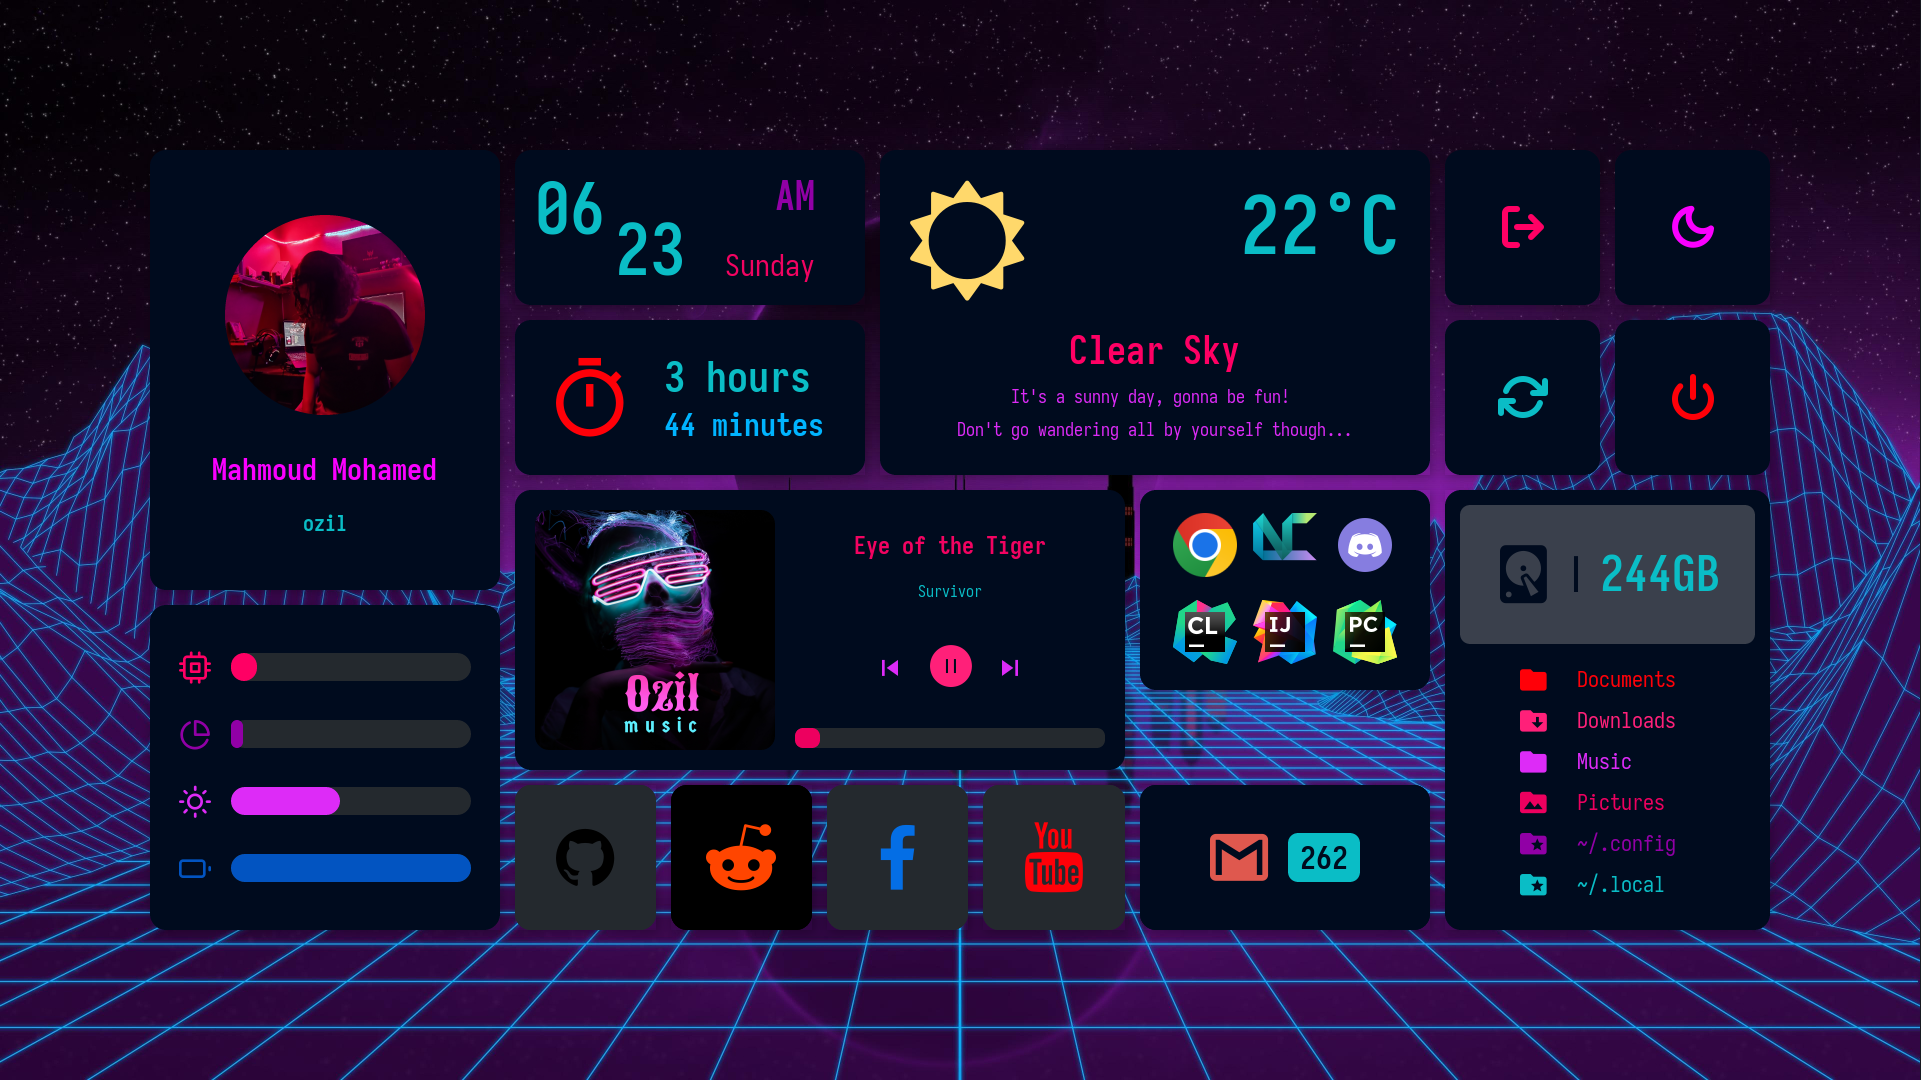 Mahmoud Mohamed
ozil
06
23
AM
Sunday
3 hours
44 minutes
22°C
Clear Sky
It's a sunny day, gonna be fun!
Don't go wandering all by yourself though...
Ozil
music
Eye of the Tiger
Survivor
CL
IJ
PC
244GB
Documents
Downloads
Music
Pictures
~/.config
~/.local
You
Tube
262